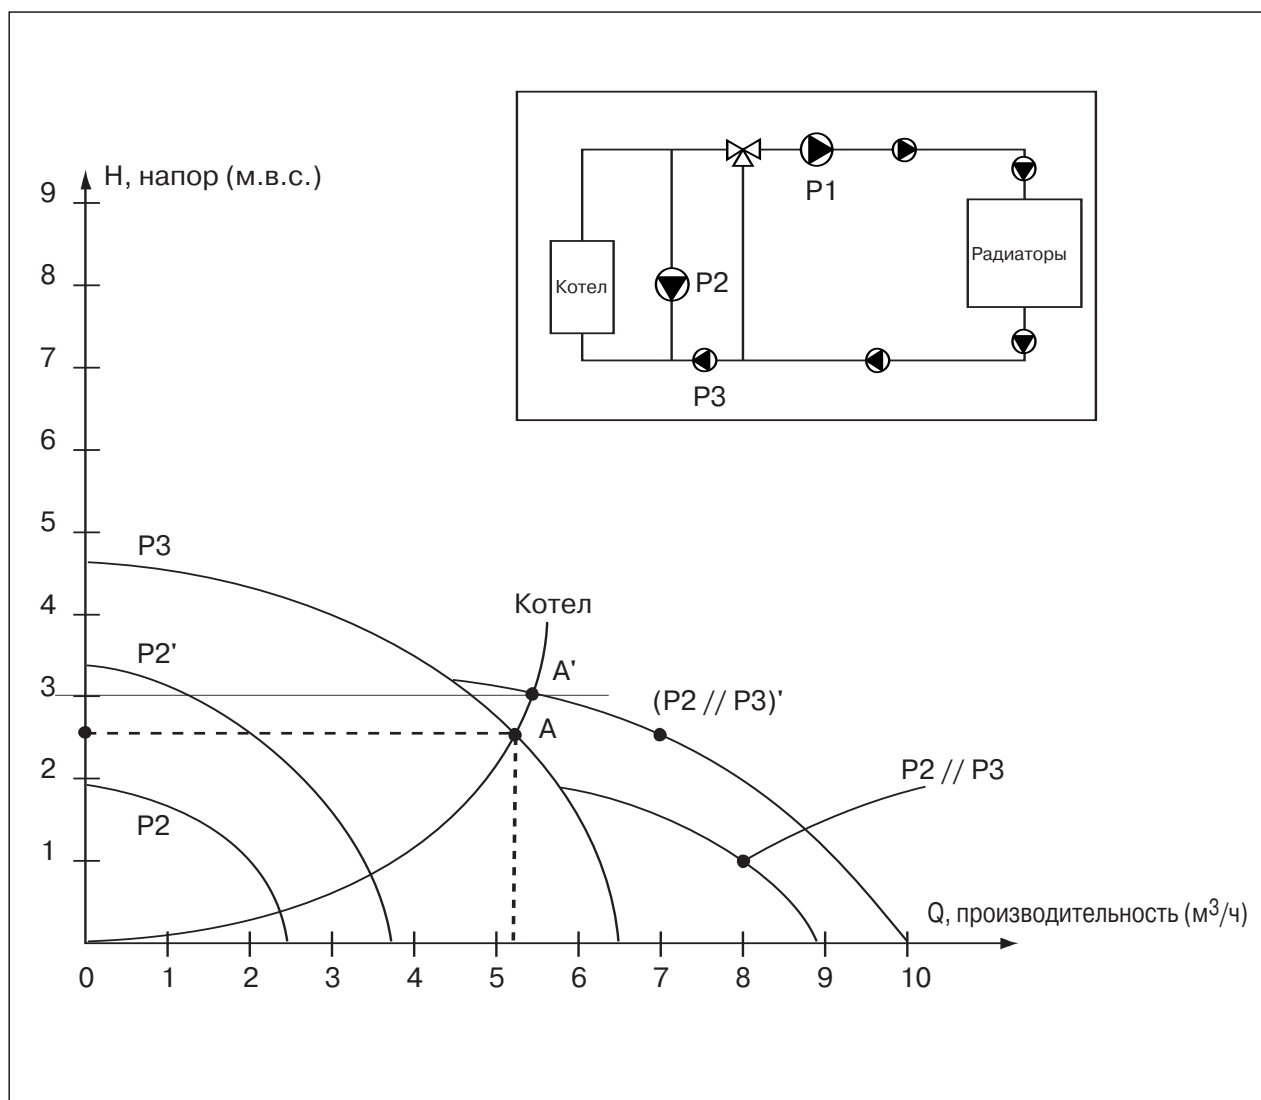 H, напор (м.в.с.)
9
8
7
6
5
4
3
2
1
P1
P2
P3
Котел
Радиаторы
P3
P2'
P2
Котел
A'
A
(P2 // P3)'
P2 // P3
Q, производительность (м³/ч)
0 1 2 3 4 5 6 7 8 9 10